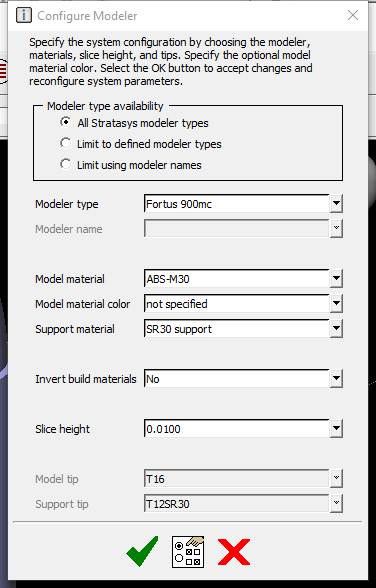 Configure Modeler
Specify the system configuration by choosing the modeler,
materials, slice height, and tips. Specify the optional model
material color. Select the OK button to accept changes and
reconfigure system parameters.
Modeler type availability
All Stratasys modeler types
Limit to defined modeler types
Limit using modeler names
Modeler type Fortus 900mc
Modeler name
Model material ABS-M30
Model material color not specified
Support material SR30 support
Invert build materials No
Slice height 0.0100
Model tip T16
Support tip T12SR30